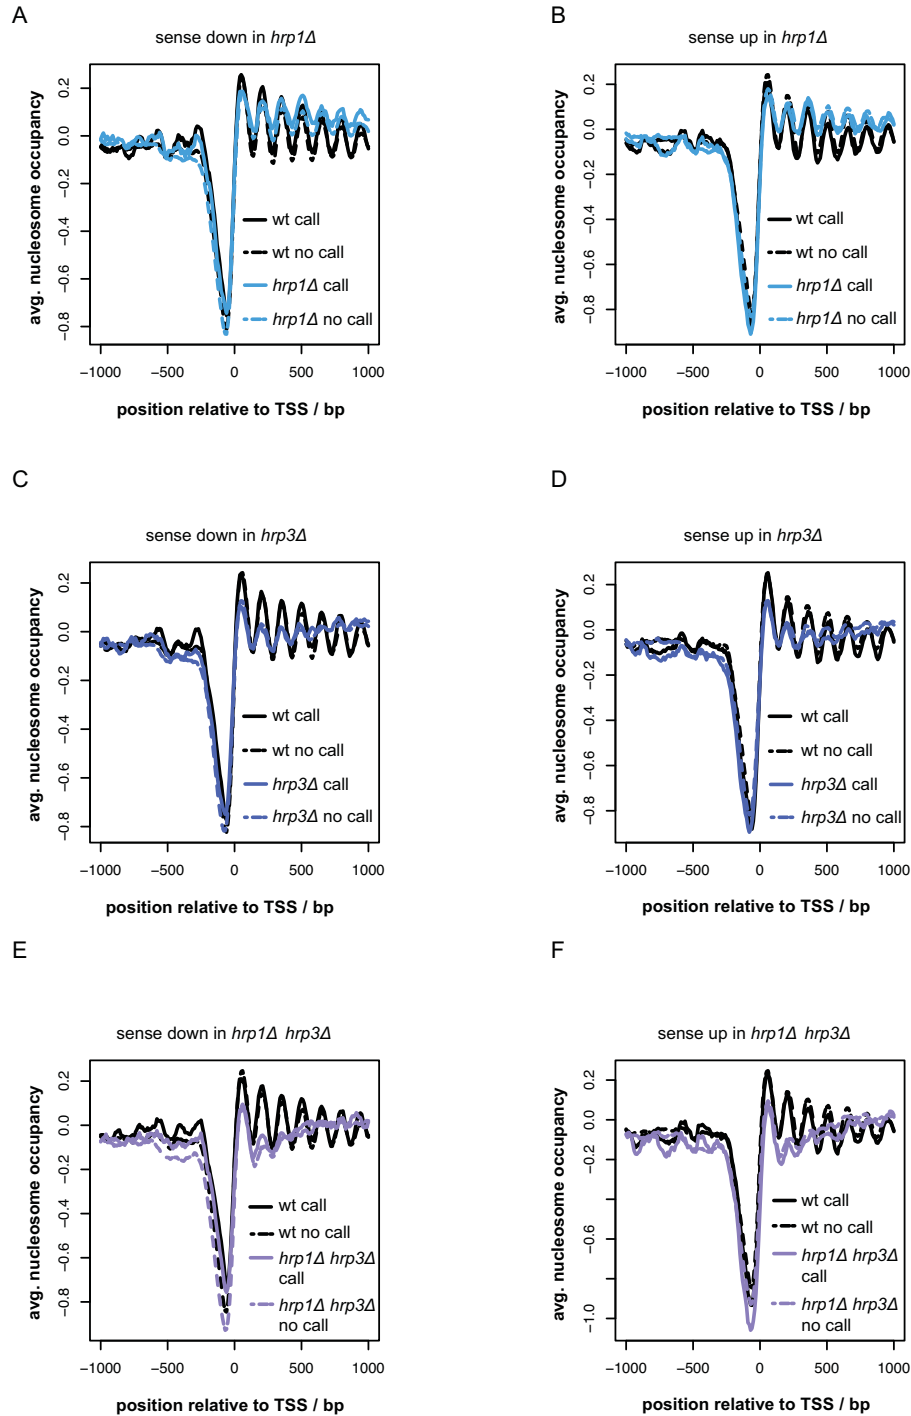 A
sense down in hrp1Δ
avg. nucleosome occupancy
0.2
0.0
−0.2
−0.4
−0.6
−0.8
wt call
wt no call
hrp1Δ call
hrp1Δ no call
−1000 −500 0 500 1000
position relative to TSS / bp
B
sense up in hrp1Δ
avg. nucleosome occupancy
0.2
0.0
−0.2
−0.4
−0.6
−0.8
wt call
wt no call
hrp1Δ call
hrp1Δ no call
−1000 −500 0 500 1000
position relative to TSS / bp
C
sense down in hrp3Δ
avg. nucleosome occupancy
0.2
0.0
−0.2
−0.4
−0.6
−0.8
wt call
wt no call
hrp3Δ call
hrp3Δ no call
−1000 −500 0 500 1000
position relative to TSS / bp
D
sense up in hrp3Δ
avg. nucleosome occupancy
0.2
0.0
−0.2
−0.4
−0.6
−0.8
wt call
wt no call
hrp3Δ call
hrp3Δ no call
−1000 −500 0 500 1000
position relative to TSS / bp
E
sense down in hrp1Δ hrp3Δ
avg. nucleosome occupancy
0.2
0.0
−0.2
−0.4
−0.6
−0.8
wt call
wt no call
hrp1Δ hrp3Δ
call
hrp1Δ hrp3Δ
no call
−1000 −500 0 500 1000
position relative to TSS / bp
F
sense up in hrp1Δ hrp3Δ
avg. nucleosome occupancy
0.2
0.0
−0.2
−0.6
−1.0
wt call
wt no call
hrp1Δ hrp3Δ
call
hrp1Δ hrp3Δ
no call
−1000 −500 0 500 1000
position relative to TSS / bp